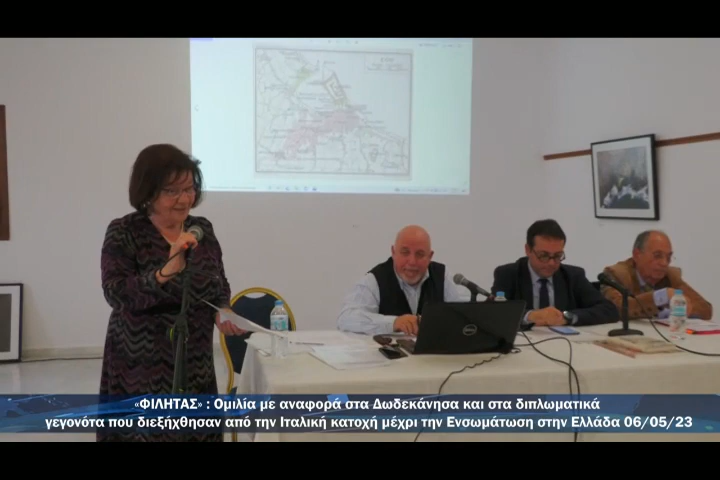 «ΦΙΛΗΤΑΣ» : Ομιλία με αναφορά στα Δωδεκάνησα και στα διπλωματικά
γεγονότα που διεξήχθησαν από την Ιταλική κατοχή μέχρι την Ενσωμάτωση στην Ελλάδα 06/05/23